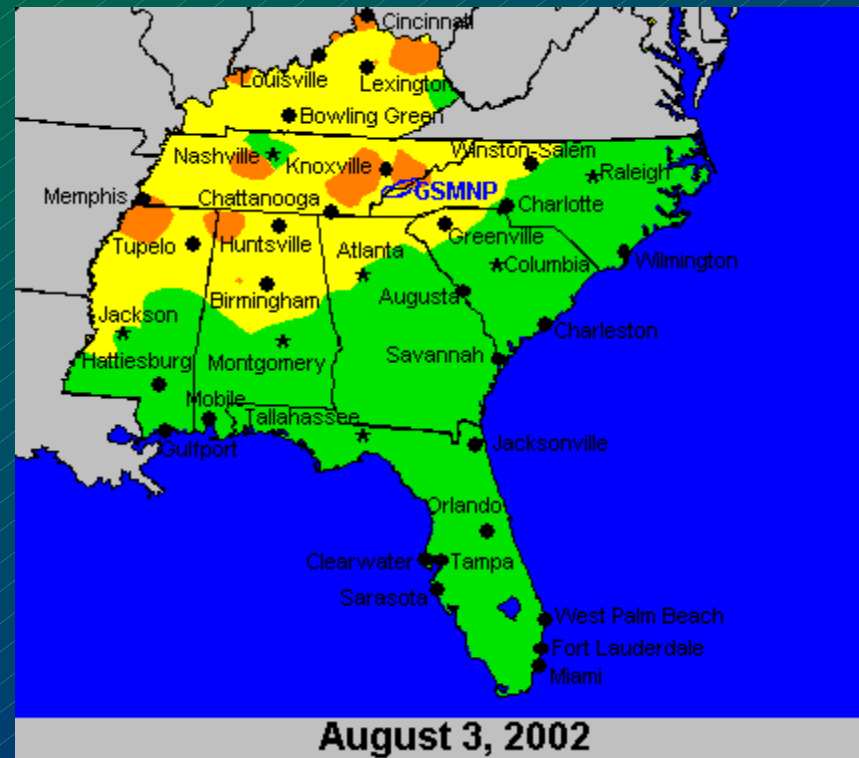 Cincinnati
Louisville
Lexington
Bowling Green
Nashville
Knoxville
Winston-Salem
Raleigh
GSMNP
Memphis
Chattanooga
Charlotte
Tupelo
Huntsville
Atlanta
Greenville
Columbia
Wilmington
Birmingham
Augusta
Jackson
Charleston
Hattiesburg
Montgomery
Savannah
Mobile
Tallahassee
Gulfport
Jacksonville
Orlando
Clearwater
Tampa
Sarasota
West Palm Beach
Fort Lauderdale
Miami
August 3, 2002